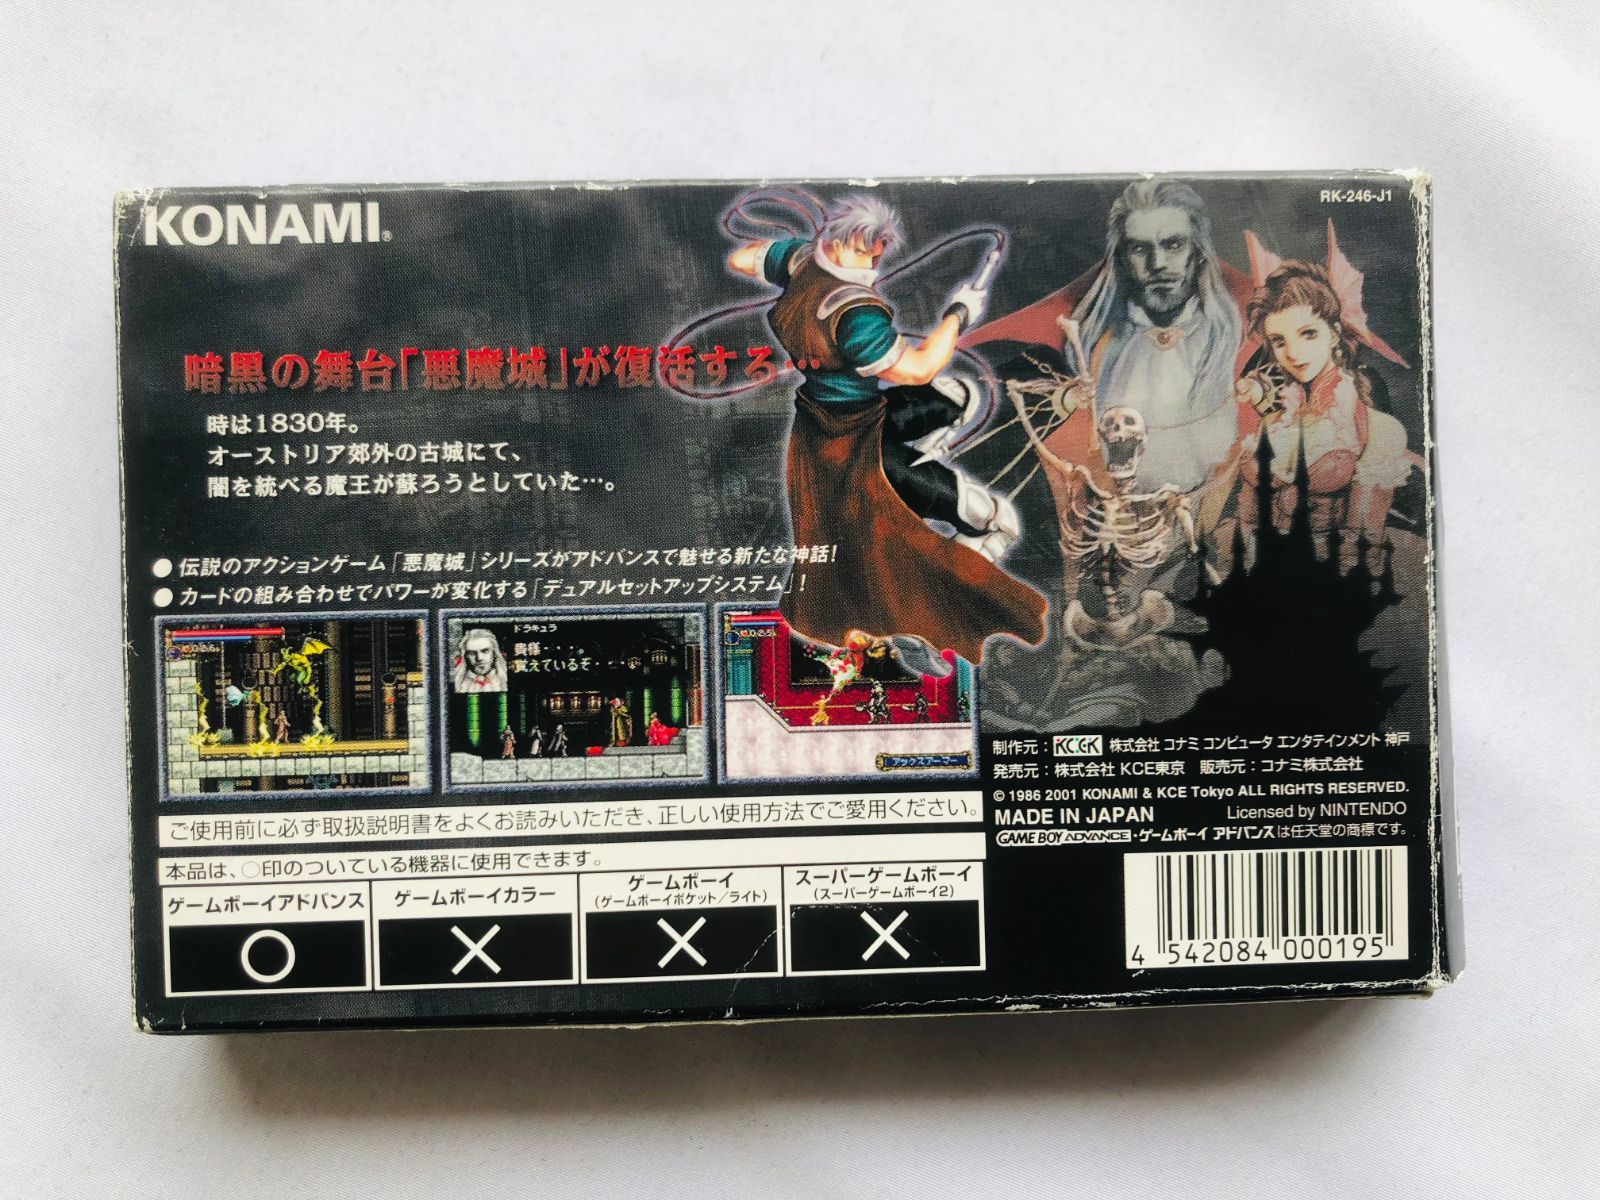 KONAMI®
RK-246-J1
暗黒の舞台「悪魔城」が復活する…
時は1830年。
オーストリア郊外の古城にて、
闇を統べる魔王が蘇ろうとしていた…。
● 伝説のアクションゲーム「悪魔城」シリーズがアドバンスで魅せる新たな神話!
● カードの組み合わせでパワーが変化する「デュアルセットアップシステム」!
ドラキュラ
貴様・・・。
覚えているぞ・・・
アックスアーマー
制作元: 株式会社 コナミ コンピュータ エンタテインメント 神戸
発売元:株式会社 KCE東京 販売元:コナミ株式会社
© 1986 2001 KONAMI & KCE Tokyo ALL RIGHTS RESERVED.
MADE IN JAPAN Licensed by NINTENDO
GAME BOY ADVANCE・ゲームボーイ アドバンスは任天堂の商標です。
ご使用前に必ず取扱説明書をよくお読みいただき、正しい使用方法でご愛用ください。
本品は、○印のついている機器に使用できます。
ゲームボーイアドバンス
○
ゲームボーイカラー
×
ゲームボーイ
(ゲームボーイポケット/ライト)
×
スーパーゲームボーイ
(スーパーゲームボーイ2)
×
4 542084 000195